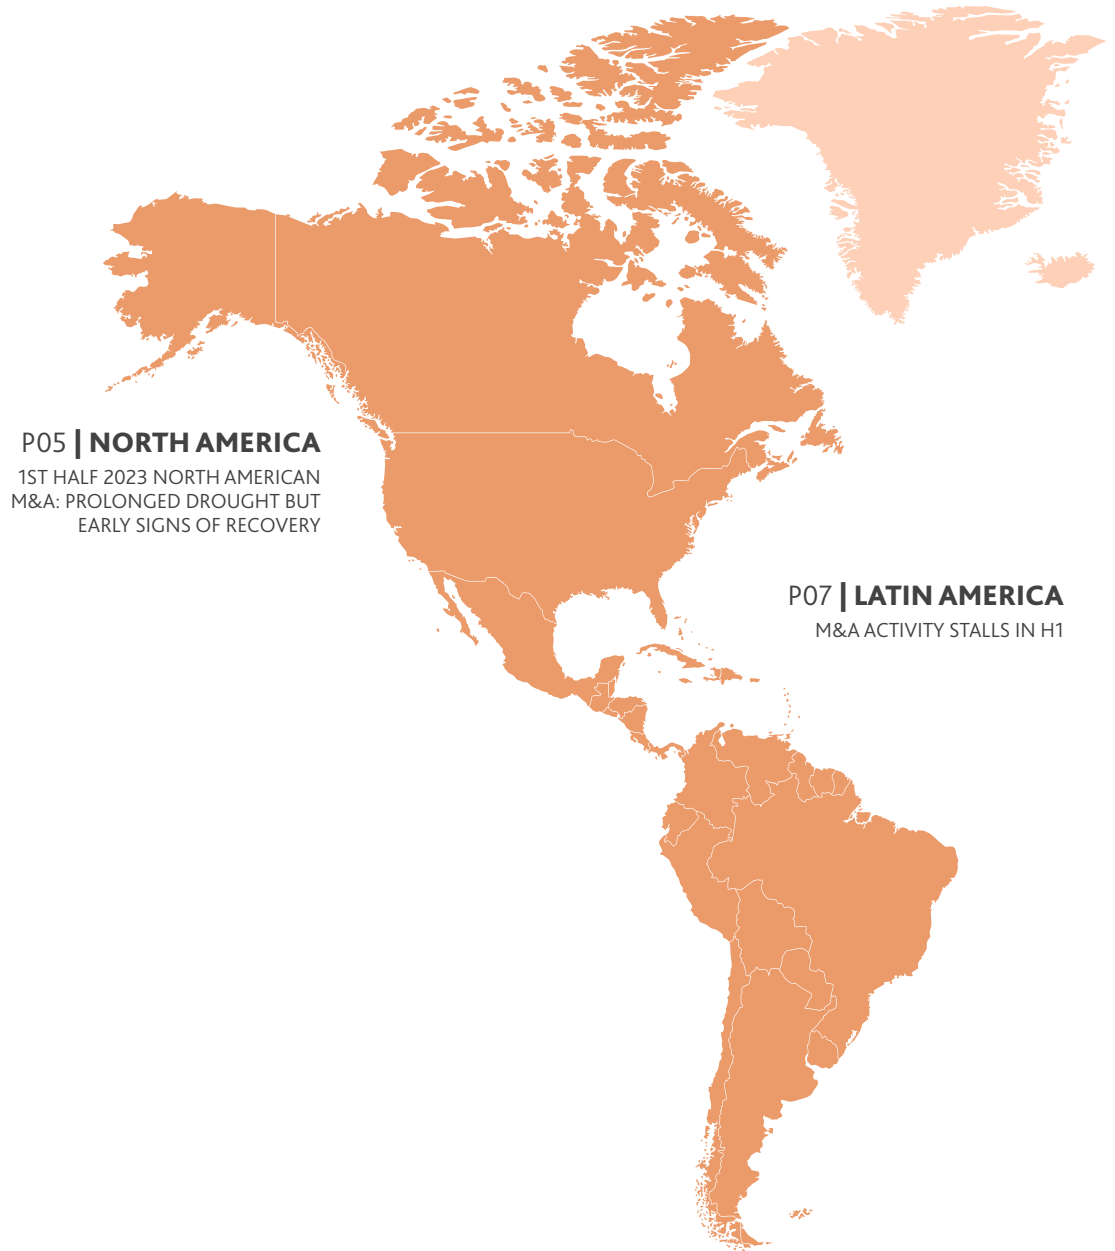 P05 | NORTH AMERICA
1ST HALF 2023 NORTH AMERICAN
M&A: PROLONGED DROUGHT BUT
EARLY SIGNS OF RECOVERY
P07 | LATIN AMERICA
M&A ACTIVITY STALLS IN H1